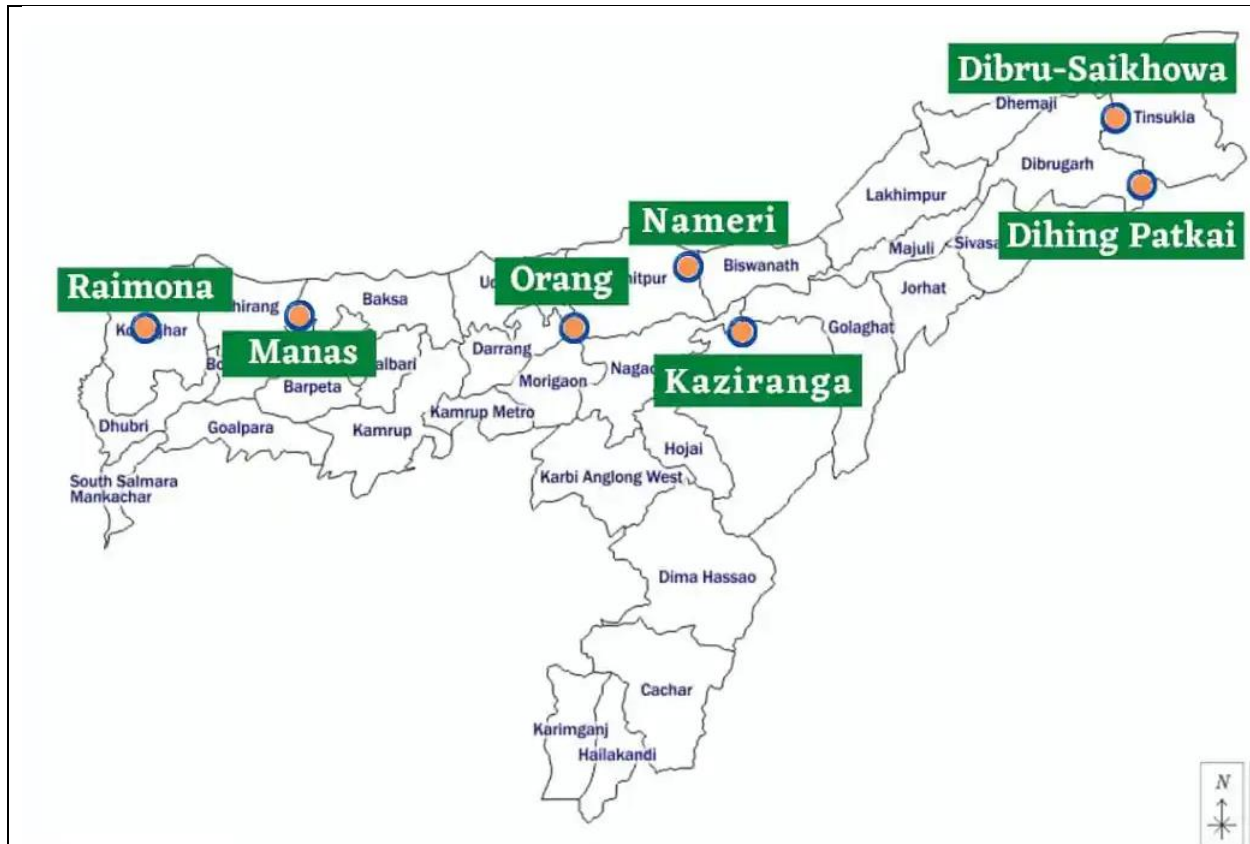 Dibru-Saikhowa
Dhemaji
Tinsukia
Dibrugarh
Lakhimpur
Nameri
Dihing Patkai
Majuli
Biswanath
Orang
Raimona
Jorhat
Baksa
Golaghat
Darrang
Manas
Kaziranga
Morigaon
Barpeta
Kamrup Metro
Dhubri
Goalpara
Kamrup
Hojai
Karbi Anglong West
South Salmara
Mankachar
Dima Hassao
Cachar
Karimganj
Hailakandi
N